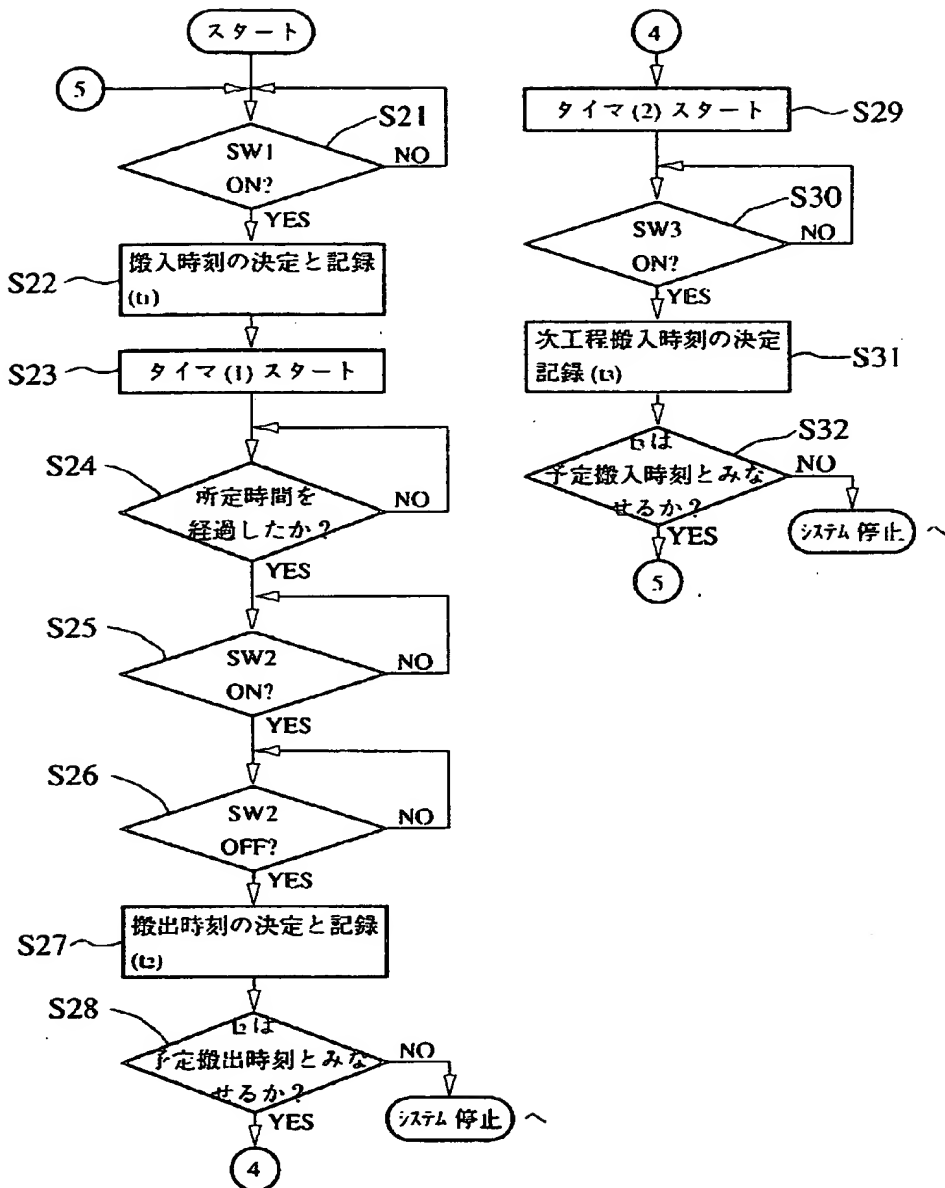 スタート
5
S21
SW1
ON?
NO
YES
S22
搬入時刻の決定と記録
(t₁)
S23
タイマ(1)スタート
S24
所定時間を
経過したか?
NO
YES
S25
SW2
ON?
NO
YES
S26
SW2
OFF?
NO
YES
S27
搬出時刻の決定と記録
(t₂)
S28
t₂は
予定搬出時刻とみな
せるか?
NO
システム停止 へ
YES
4
4
タイマ(2)スタート
S29
S30
SW3
ON?
NO
YES
次工程搬入時刻の決定
記録(t₃)
S31
S32
t₃は
予定搬入時刻とみな
せるか?
NO
システム停止 へ
YES
5